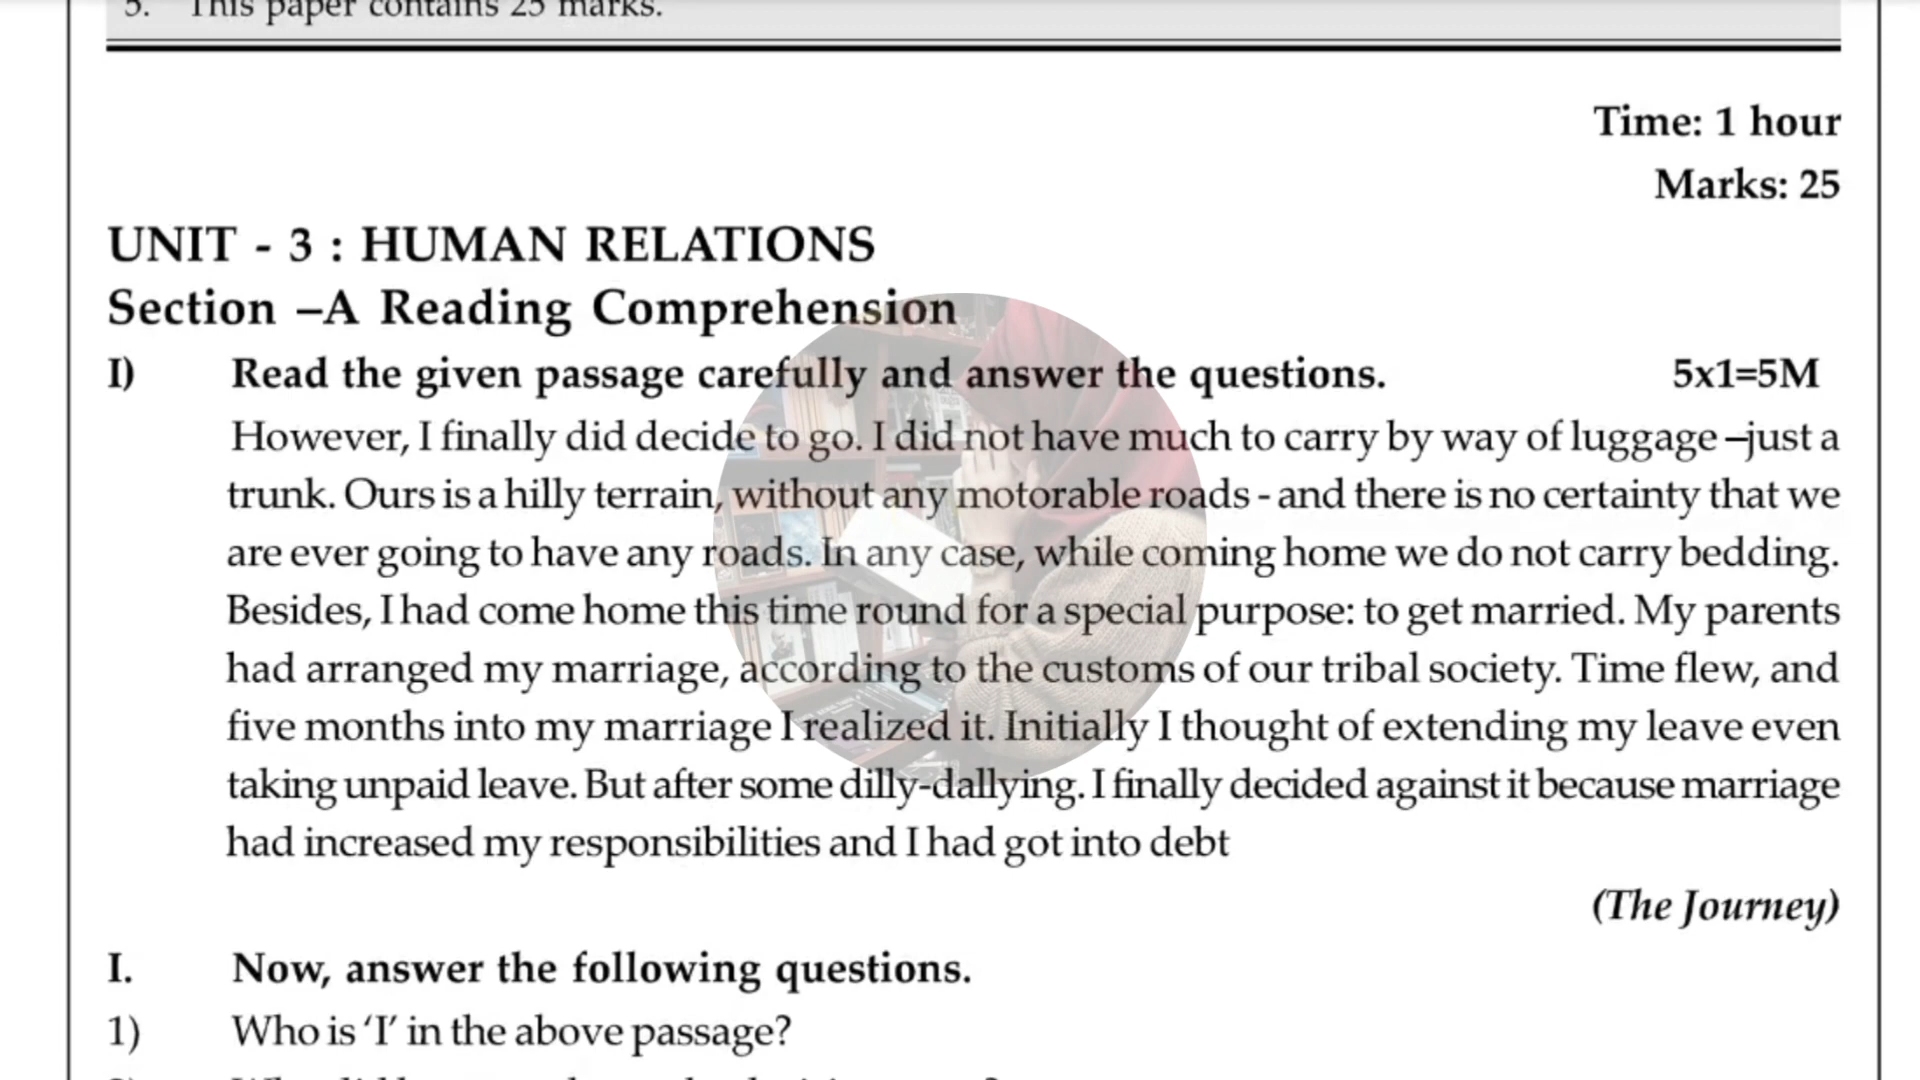 5. This paper contains 25 marks.
Time: 1 hour
Marks: 25
UNIT - 3 : HUMAN RELATIONS
Section –A Reading Comprehension
I) Read the given passage carefully and answer the questions. 5x1=5M
However, I finally did decide to go. I did not have much to carry by way of luggage –just a
trunk. Ours is a hilly terrain, without any motorable roads - and there is no certainty that we
are ever going to have any roads. In any case, while coming home we do not carry bedding.
Besides, I had come home this time round for a special purpose: to get married. My parents
had arranged my marriage, according to the customs of our tribal society. Time flew, and
five months into my marriage I realized it. Initially I thought of extending my leave even
taking unpaid leave. But after some dilly-dallying. I finally decided against it because marriage
had increased my responsibilities and I had got into debt
(The Journey)
I. Now, answer the following questions.
1) Who is ‘I’ in the above passage?